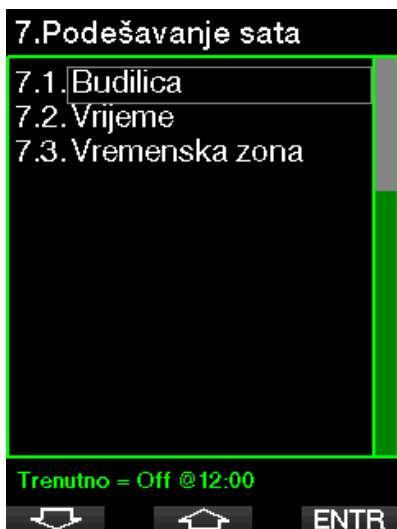 7.Podešavanje sata
7.1.Budilica
7.2.Vrijeme
7.3.Vremenska zona
Trenutno = Off @12:00
ENTR